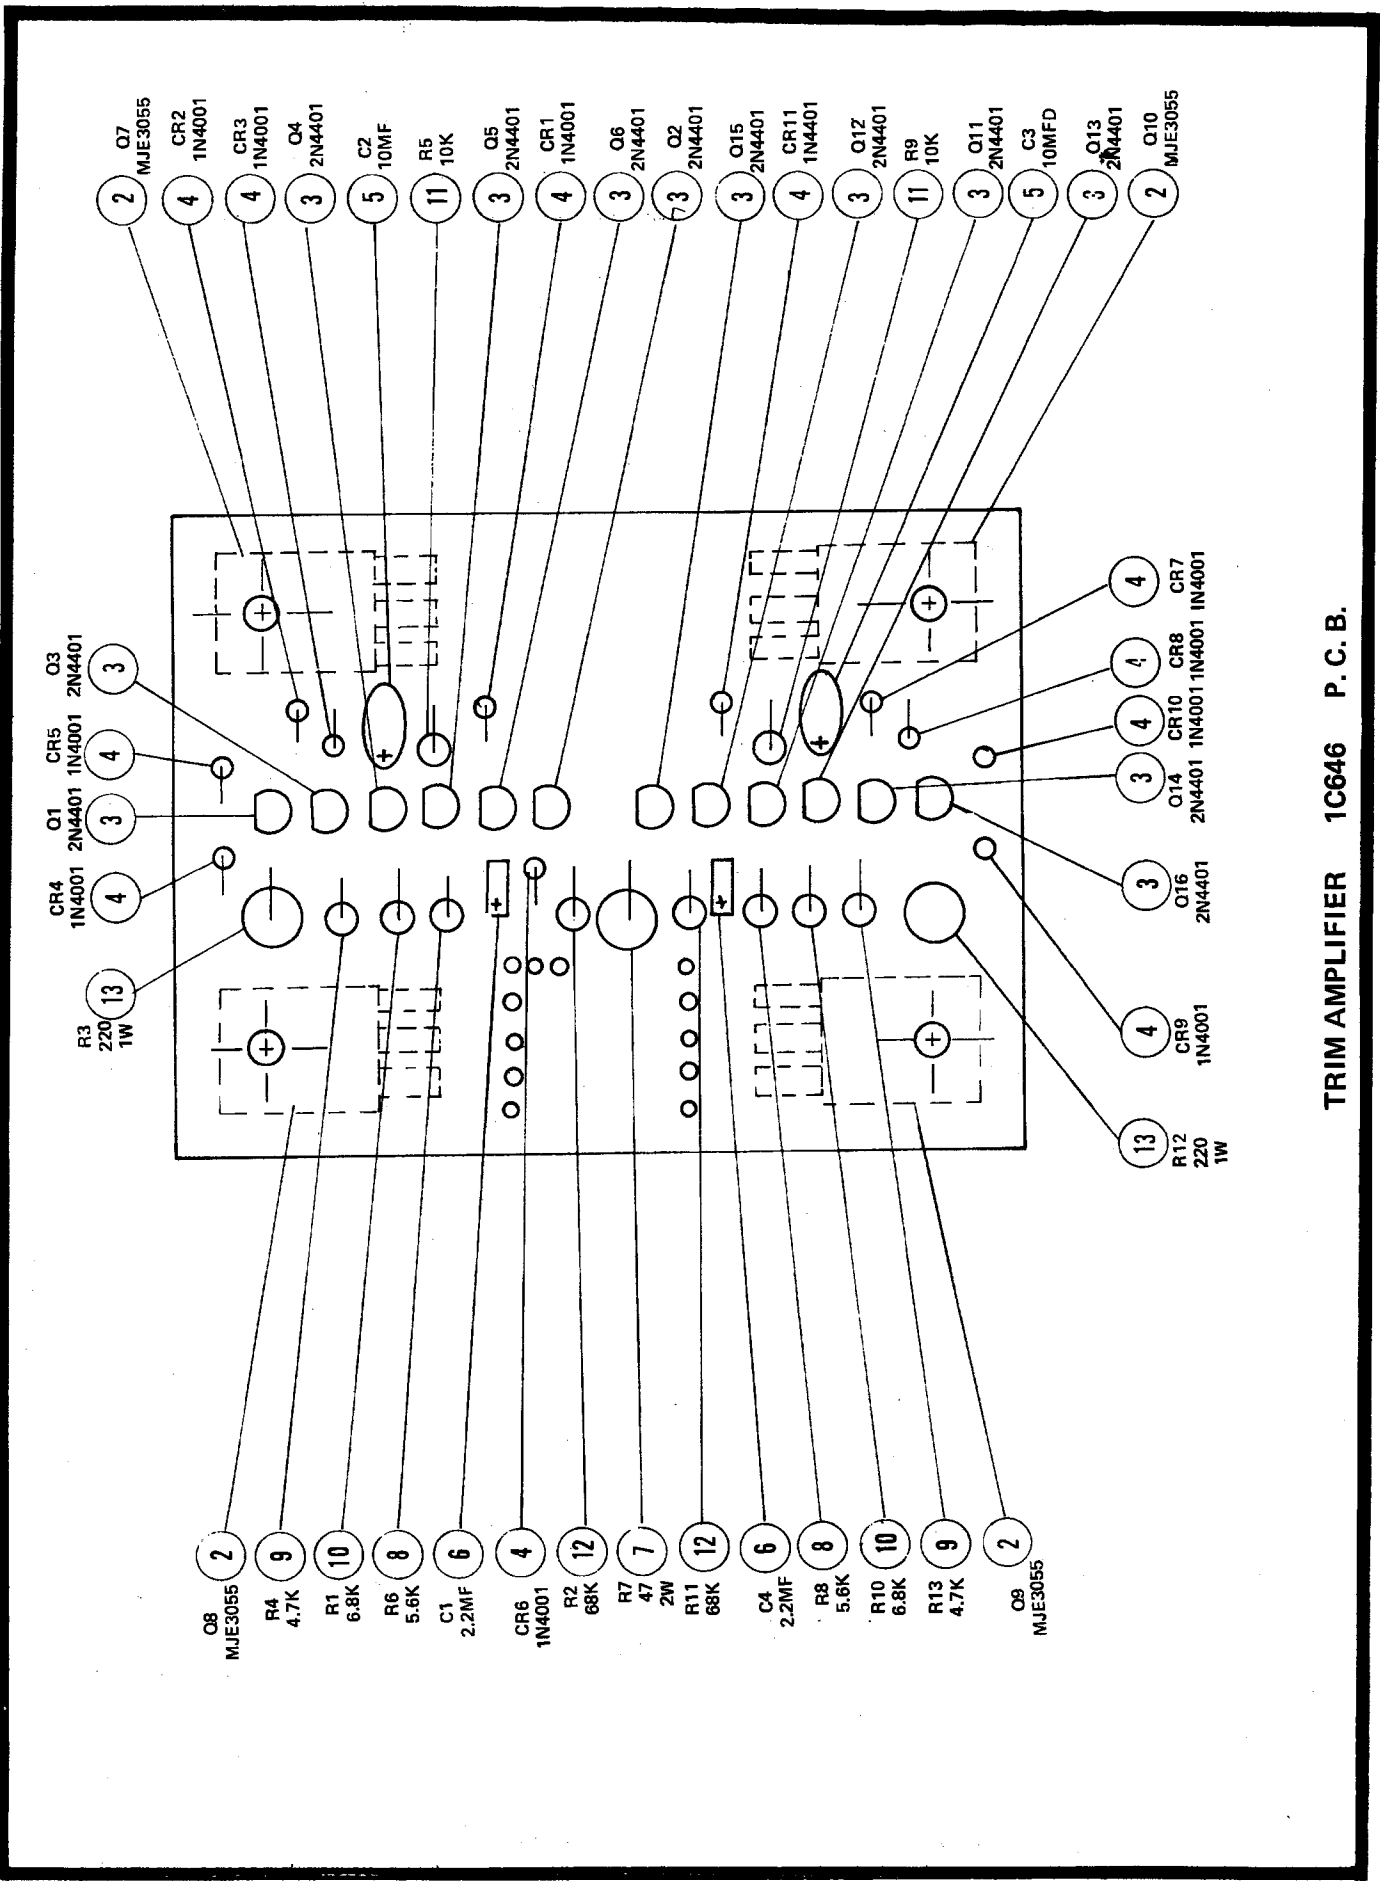 Q7
MJE3055
2
CR2
1N4001
4
CR3
1N4001
4
Q4
2N4401
3
C2
10MF
5
R5
10K
11
Q5
2N4401
3
CR1
1N4001
4
Q6
2N4401
3
Q2
2N4401
3
Q15
2N4401
3
CR11
1N4401
4
Q12
2N4401
3
R9
10K
11
Q11
2N4401
3
C3
10MFD
5
Q13
2N4401
3
Q10
MJE3055
2
Q3
2N4401
3
CR5
1N4001
4
Q1
2N4401
3
CR4
1N4001
4
R3
220
1W
13
4
CR7
1N4001
4
CR8
1N4001
4
CR10
1N4001
3
Q14
2N4401
3
Q16
2N4401
4
CR9
1N4001
13
R12
220
1W
+
+
+
+
+
+
+
+
2
Q8
MJE3055
9
R4
4.7K
10
R1
6.8K
8
R6
5.6K
6
C1
2.2MF
4
CR6
1N4001
12
R2
68K
7
R7
47
2W
12
R11
68K
6
C4
2.2MF
8
R8
5.6K
10
R10
6.8K
9
R13
4.7K
2
Q9
MJE3055
TRIM AMPLIFIER 1C646 P. C. B.